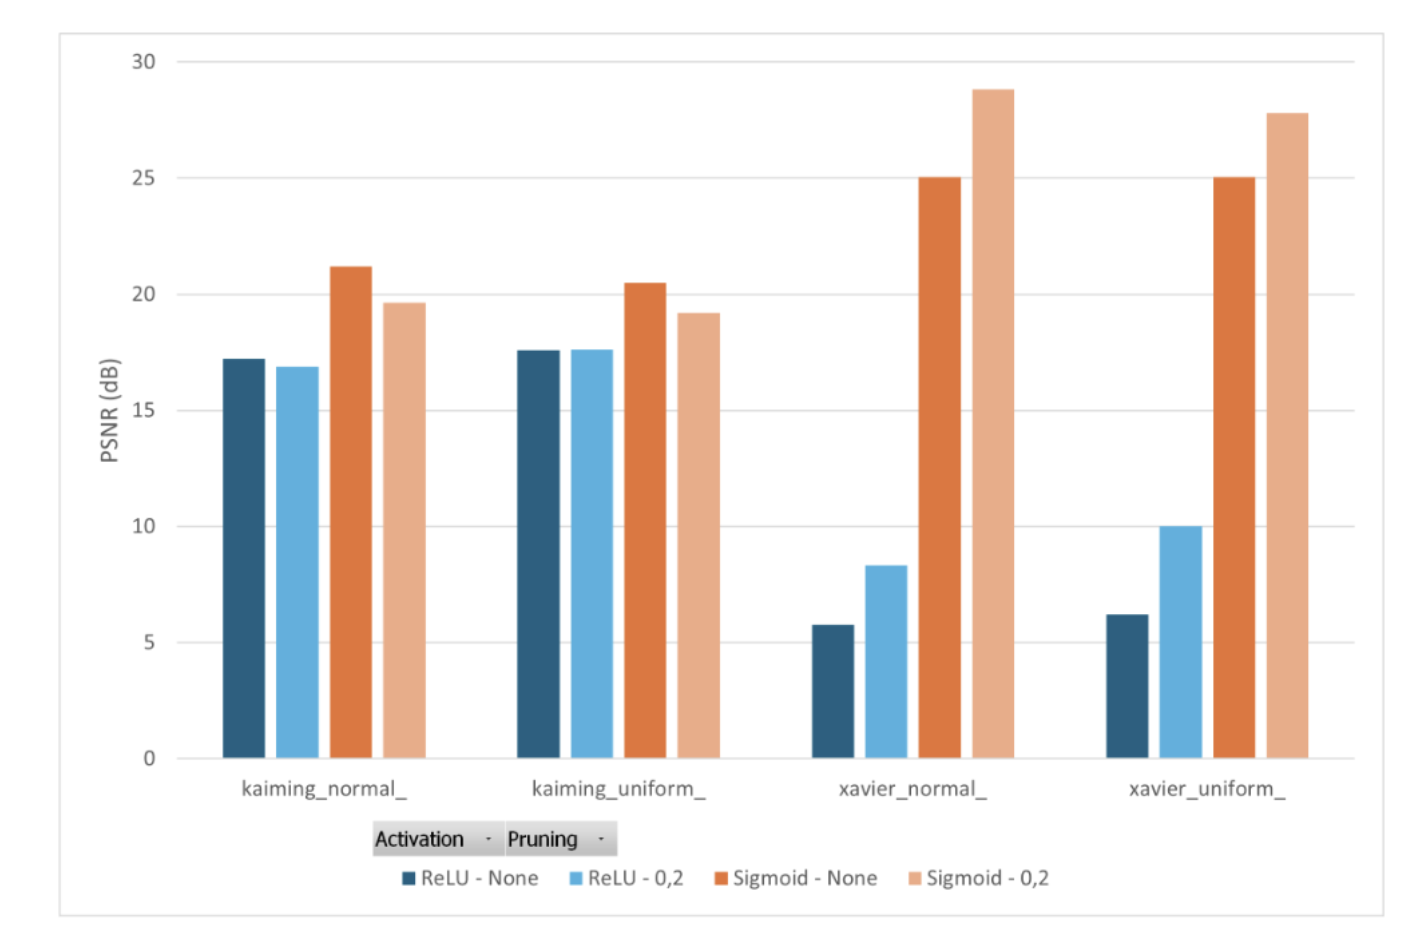 30
25
20
15
10
5
0
PSNR (dB)
kaiming_normal_ kaiming_uniform_ xavier_normal_ xavier_uniform_
Activation Pruning
ReLU - None ReLU - 0,2 Sigmoid - None Sigmoid - 0,2